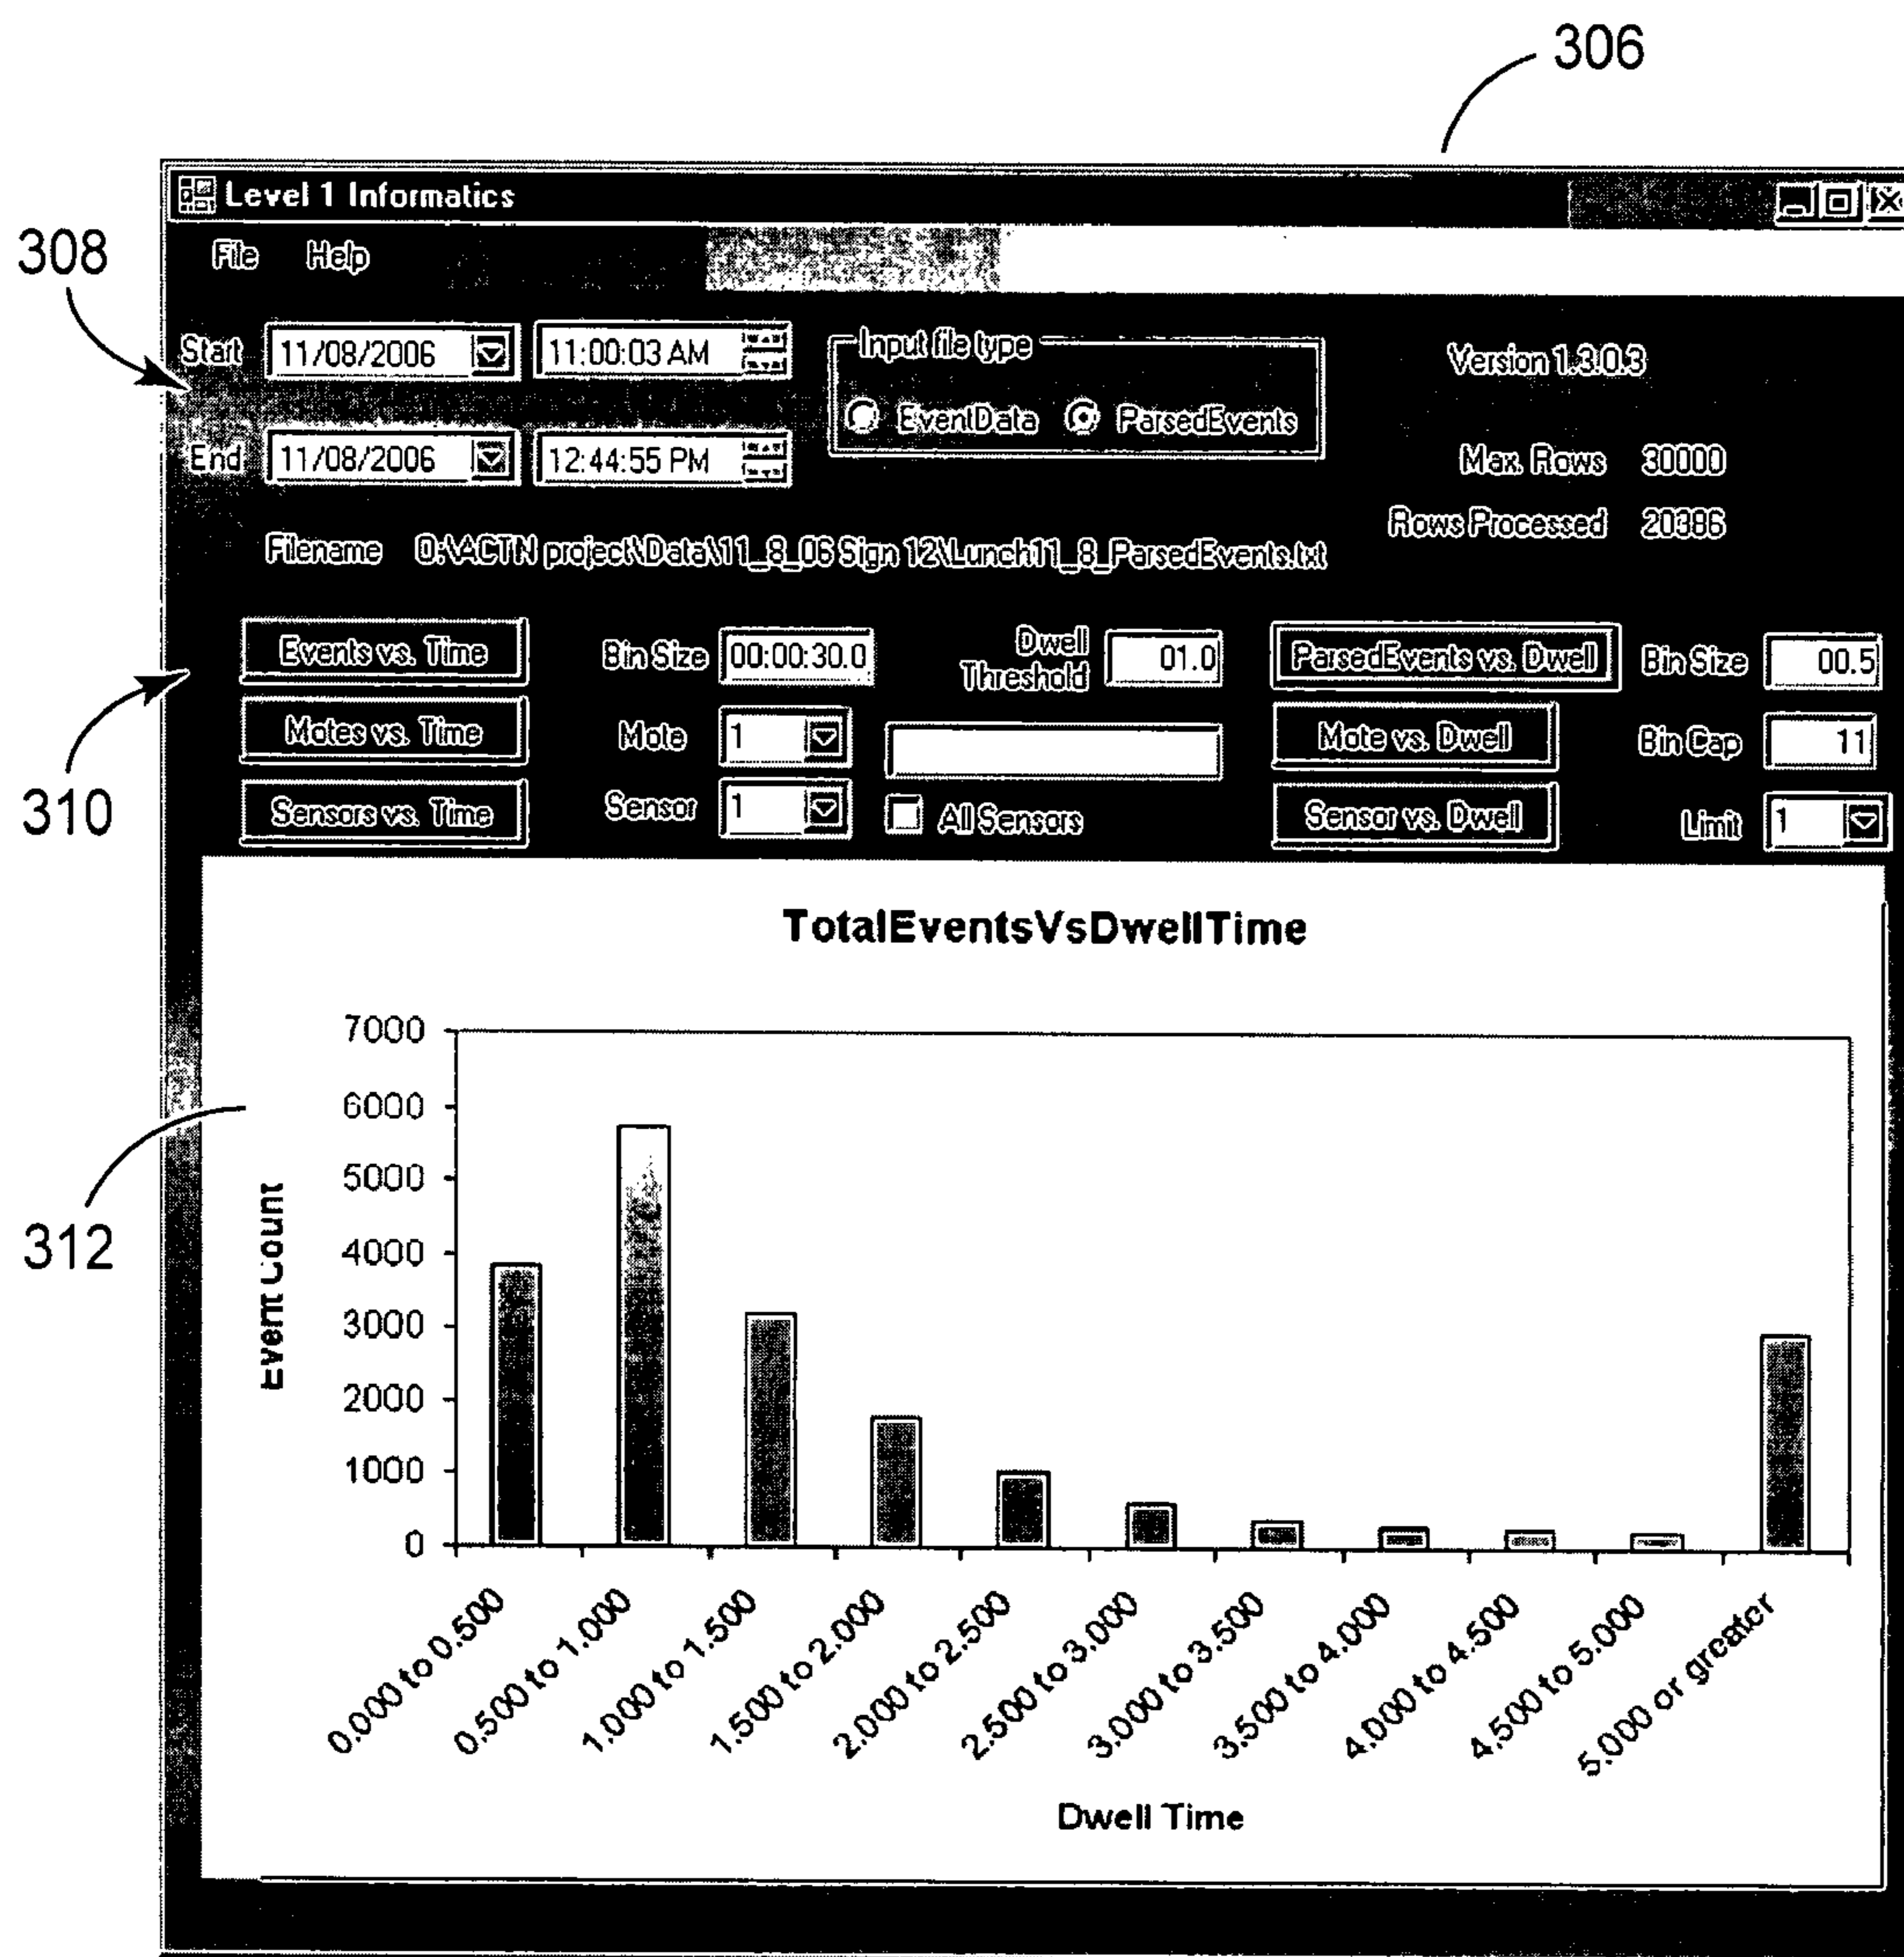 306
Level 1 Informatics
308
File Help
Start 11/08/2006 11:00:03 AM
Input file type
EventData ParsedEvents
Version 1.3.0.3
End 11/08/2006 12:44:55 PM
Max. Rows 30000
Rows Processed 20386
Filename O:\ACTN project\Data\11_8_06 Sign 12\Lunch11_8_ParsedEvents.txt
310
Events vs. Time Bin Size 00:00:30.0 Dwell Threshold 01.0 ParsedEvents vs. Dwell Bin Size 00.5
Motes vs. Time Mote 1 Mote vs. Dwell Bin Cap 11
Sensors vs. Time Sensor 1 All Sensors Sensor vs. Dwell Limit 1
TotalEventsVsDwellTime
312
Event Count
7000
6000
5000
4000
3000
2000
1000
0
0.000 to 0.500
0.500 to 1.000
1.000 to 1.500
1.500 to 2.000
2.000 to 2.500
2.500 to 3.000
3.000 to 3.500
3.500 to 4.000
4.000 to 4.500
4.500 to 5.000
5.000 or greater
Dwell Time